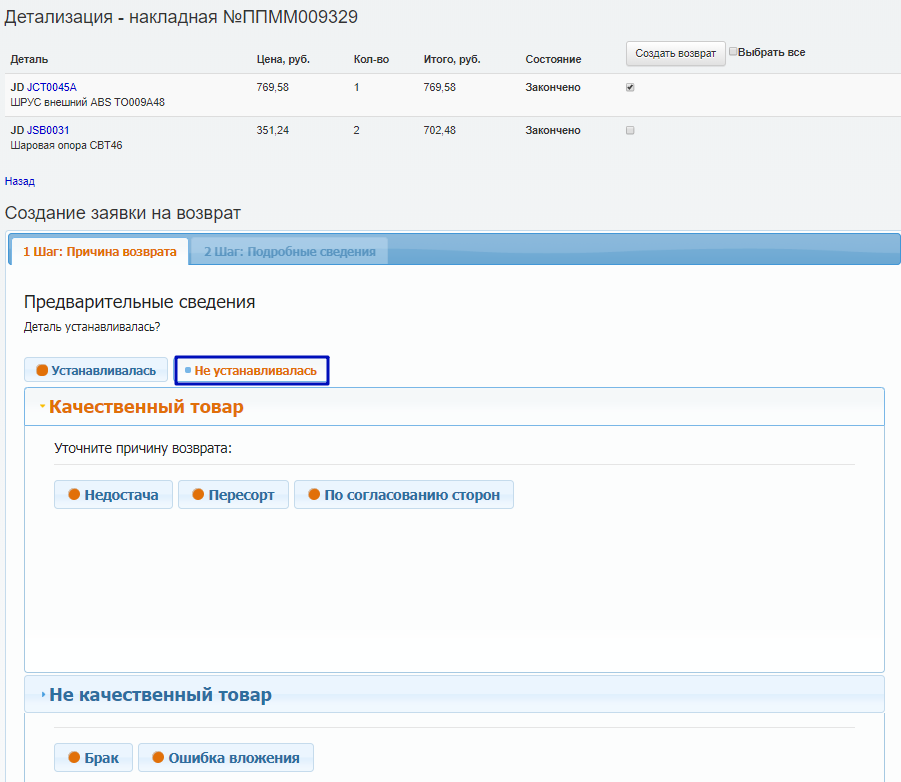 Детализация - накладная №ППММ009329
Деталь Цена, руб. Кол-во Итого, руб. Состояние Создать возврат Выбрать все
JD JCT0045A 769,58 1 769,58 Закончено
ШРУС внешний ABS TO009A48
JD JSB0031 351,24 2 702,48 Закончено
Шаровая опора CBT46
Назад
Создание заявки на возврат
1 Шаг: Причина возврата 2 Шаг: Подробные сведения
Предварительные сведения
Деталь устанавливалась?
Устанавливалась Не устанавливалась
Качественный товар
Уточните причину возврата:
Недостача Пересорт По согласованию сторон
Не качественный товар
Брак Ошибка вложения